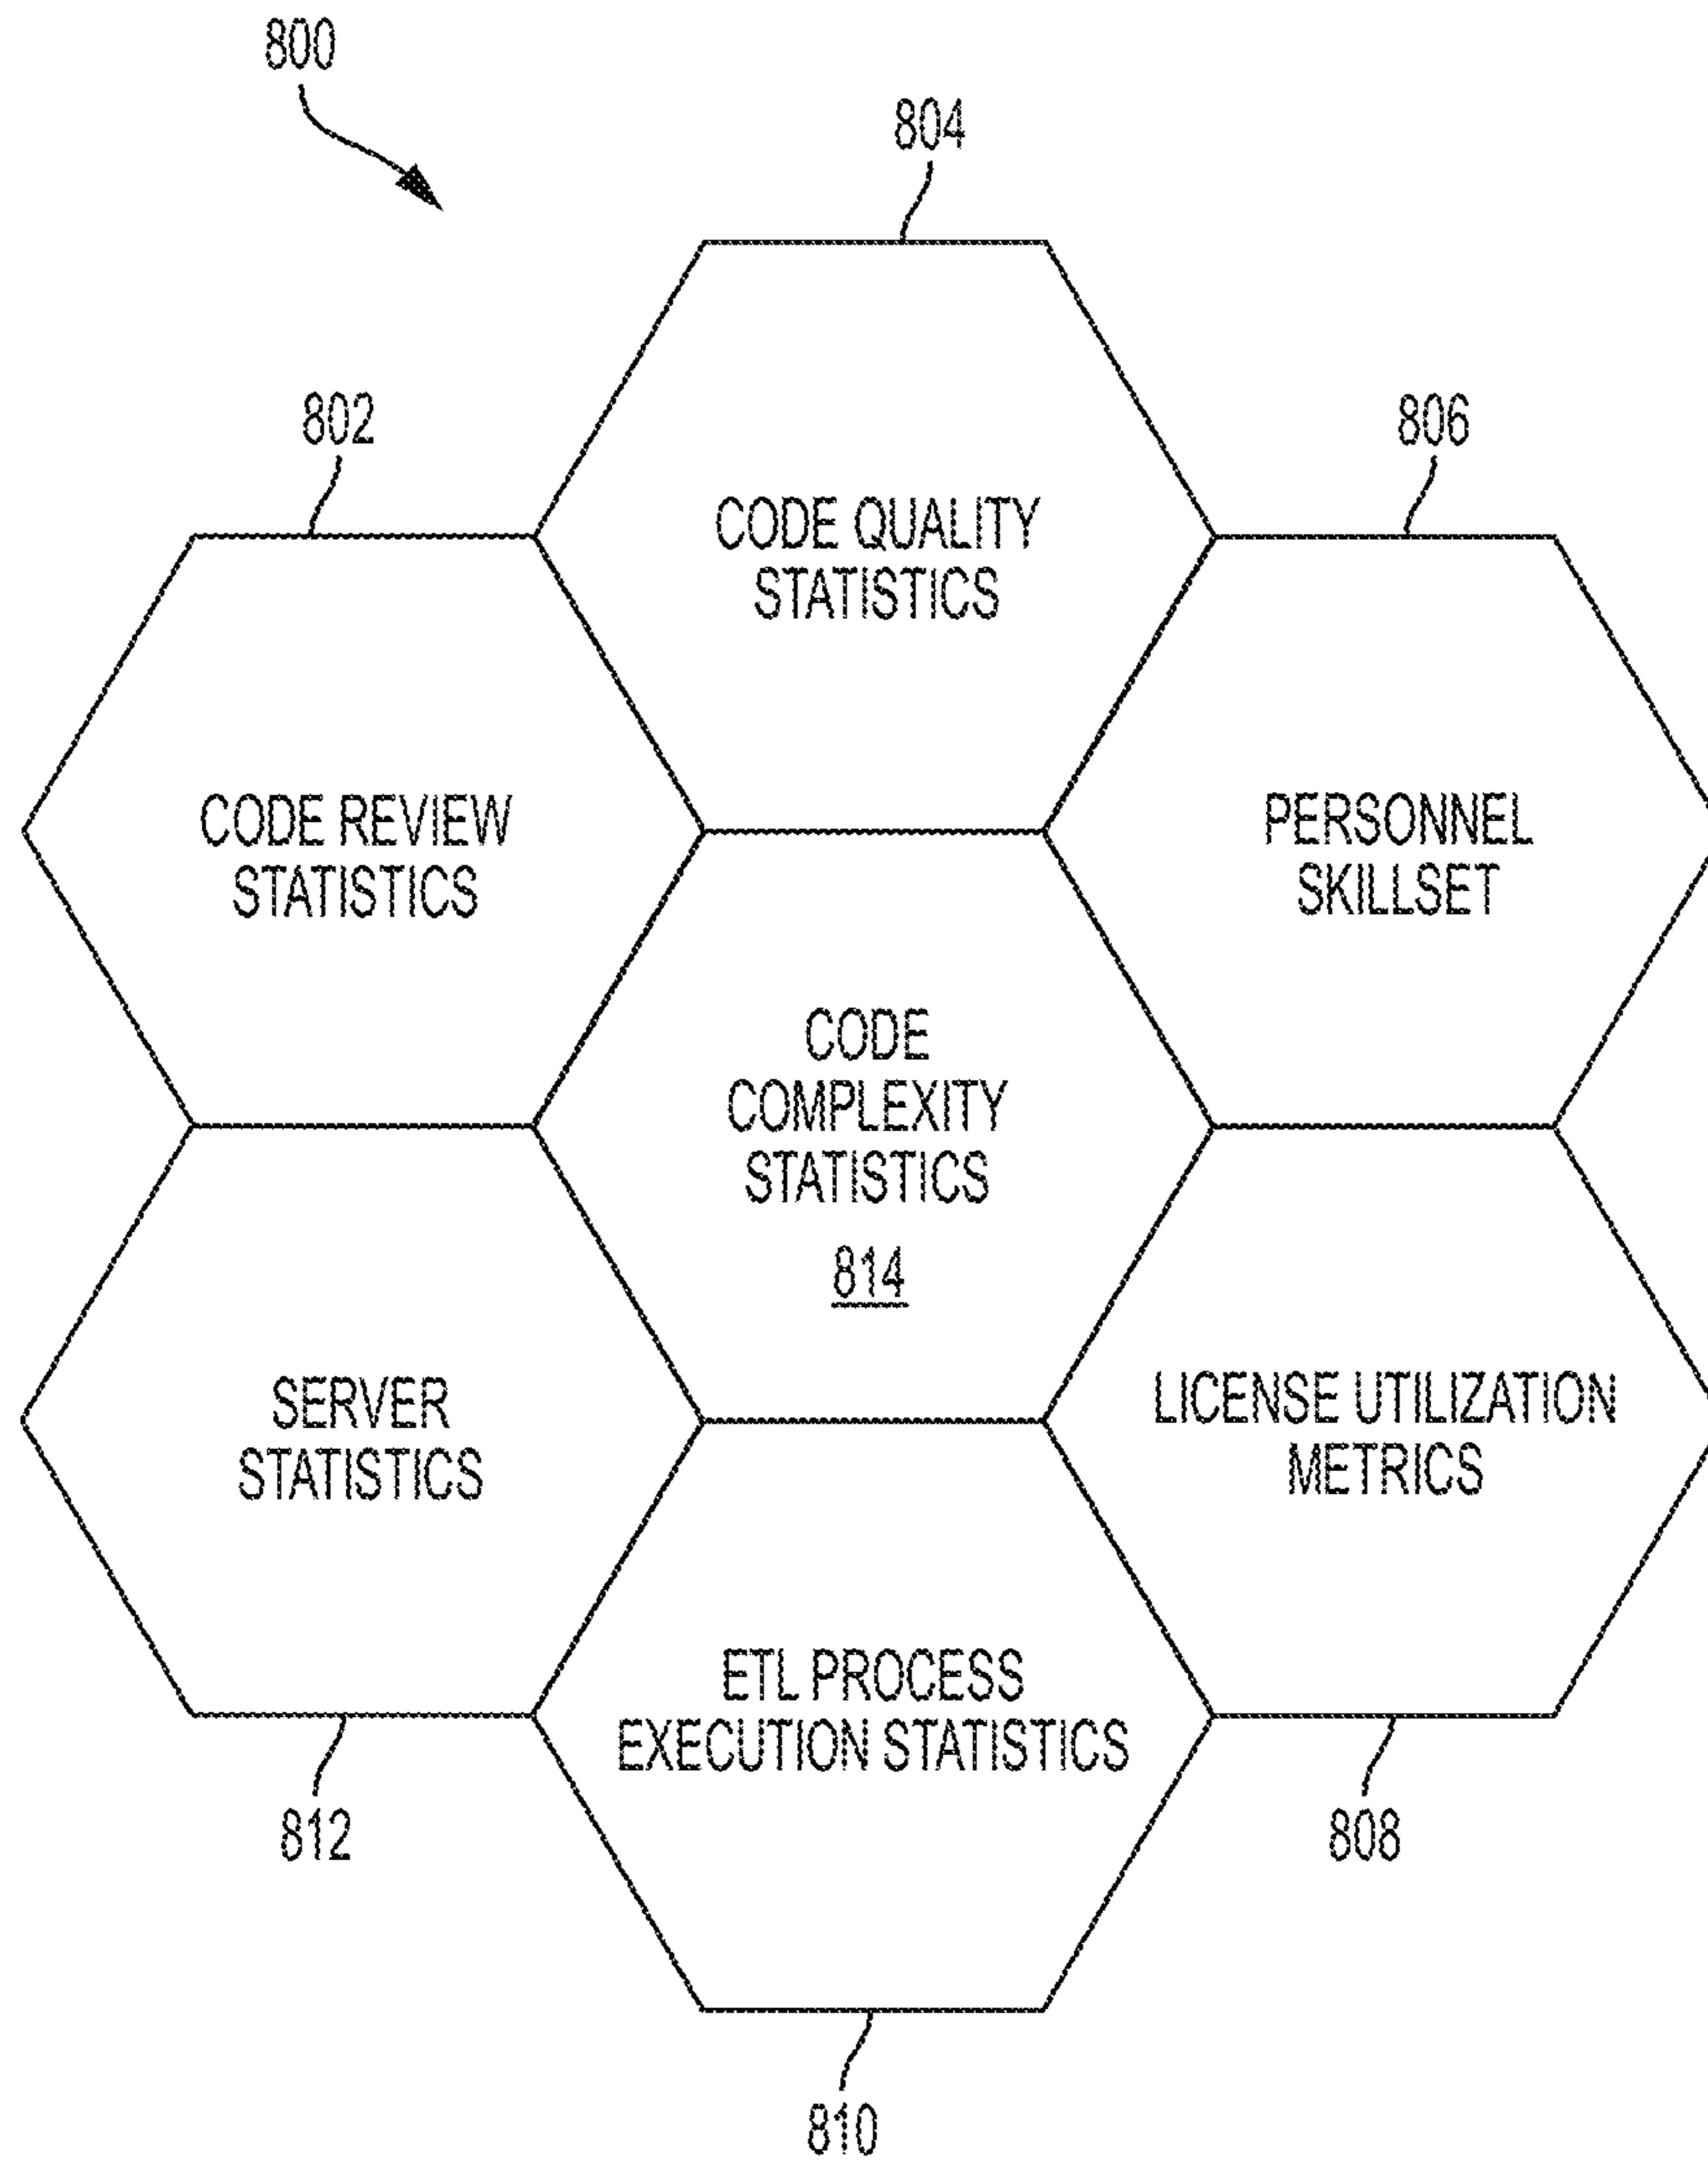 800
804
802
806
CODE QUALITY
STATISTICS
CODE REVIEW
STATISTICS
PERSONNEL
SKILLSET
CODE
COMPLEXITY
STATISTICS
814
SERVER
STATISTICS
LICENSE UTILIZATION
METRICS
ETL PROCESS
EXECUTION STATISTICS
812
808
810